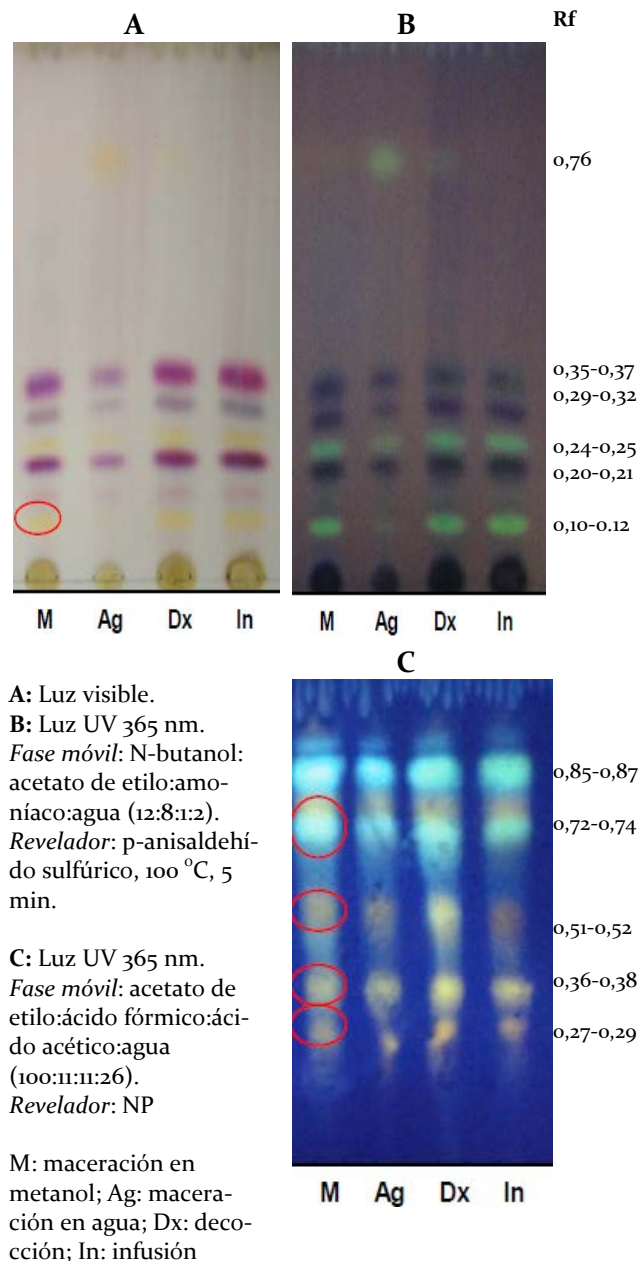 A
B
Rf
0,76
0,35-0,37
0,29-0,32
0,24-0,25
0,20-0,21
0,10-0.12
M Ag Dx In
M Ag Dx In
A: Luz visible.
B: Luz UV 365 nm.
Fase móvil: N-butanol:
acetato de etilo:amo-
níaco:agua (12:8:1:2).
Revelador: p-anisaldehí-
do sulfúrico, 100 °C, 5
min.
C: Luz UV 365 nm.
Fase móvil: acetato de
etilo:ácido fórmico:áci-
do acético:agua
(100:11:11:26).
Revelador: NP
M: maceración en
metanol; Ag: macera-
ción en agua; Dx: decoc-
cción; In: infusión
C
0,85-0,87
0,72-0,74
0,51-0,52
0,36-0,38
0,27-0,29
M Ag Dx In